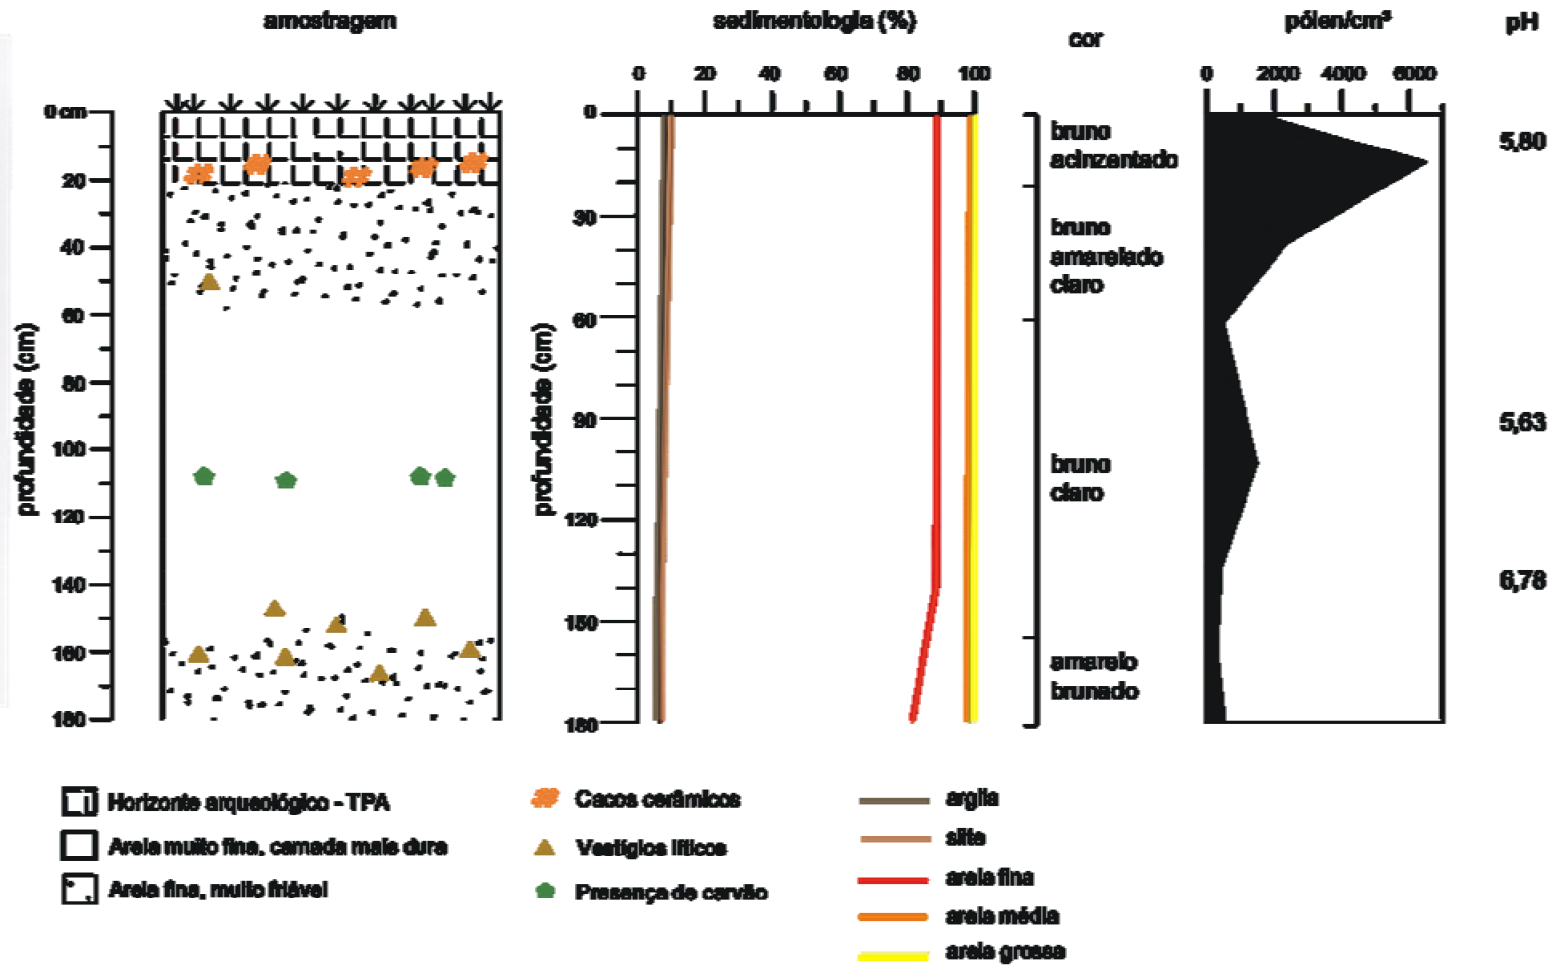 amostragem
sedimentologia (%)
cor
pólen/cm³
pH
0 20 40 60 80 100
0 2000 4000 6000
0 cm
20
40
60
80
100
120
140
160
180
profundidade (cm)
0
30
60
90
120
150
180
profundidade (cm)
bruno
acinzentado
bruno
amarelado
claro
bruno
claro
amarelo
brunado
5,80
5,63
6,78
Horizonte arqueológico - TPA
Areia muito fina, camada mais dura
Areia fina, muito friável
Cacos cerâmicos
Vestígios líticos
Presença de carvão
argila
silte
areia fina
areia média
areia grossa